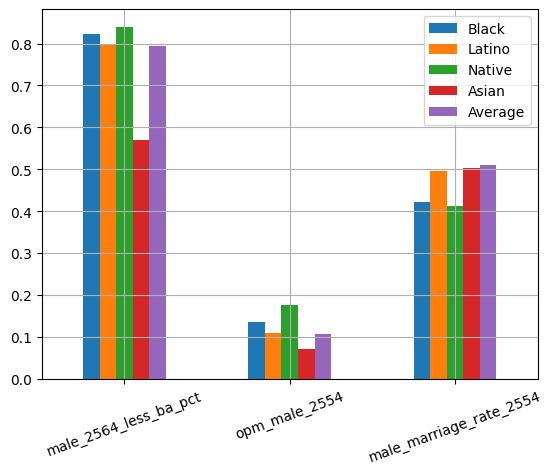 0.8
0.7
0.6
0.5
0.4
0.3
0.2
0.1
0.0
Black
Latino
Native
Asian
Average
male_2564_less_ba_pct
opm_male_2554
male_marriage_rate_2554